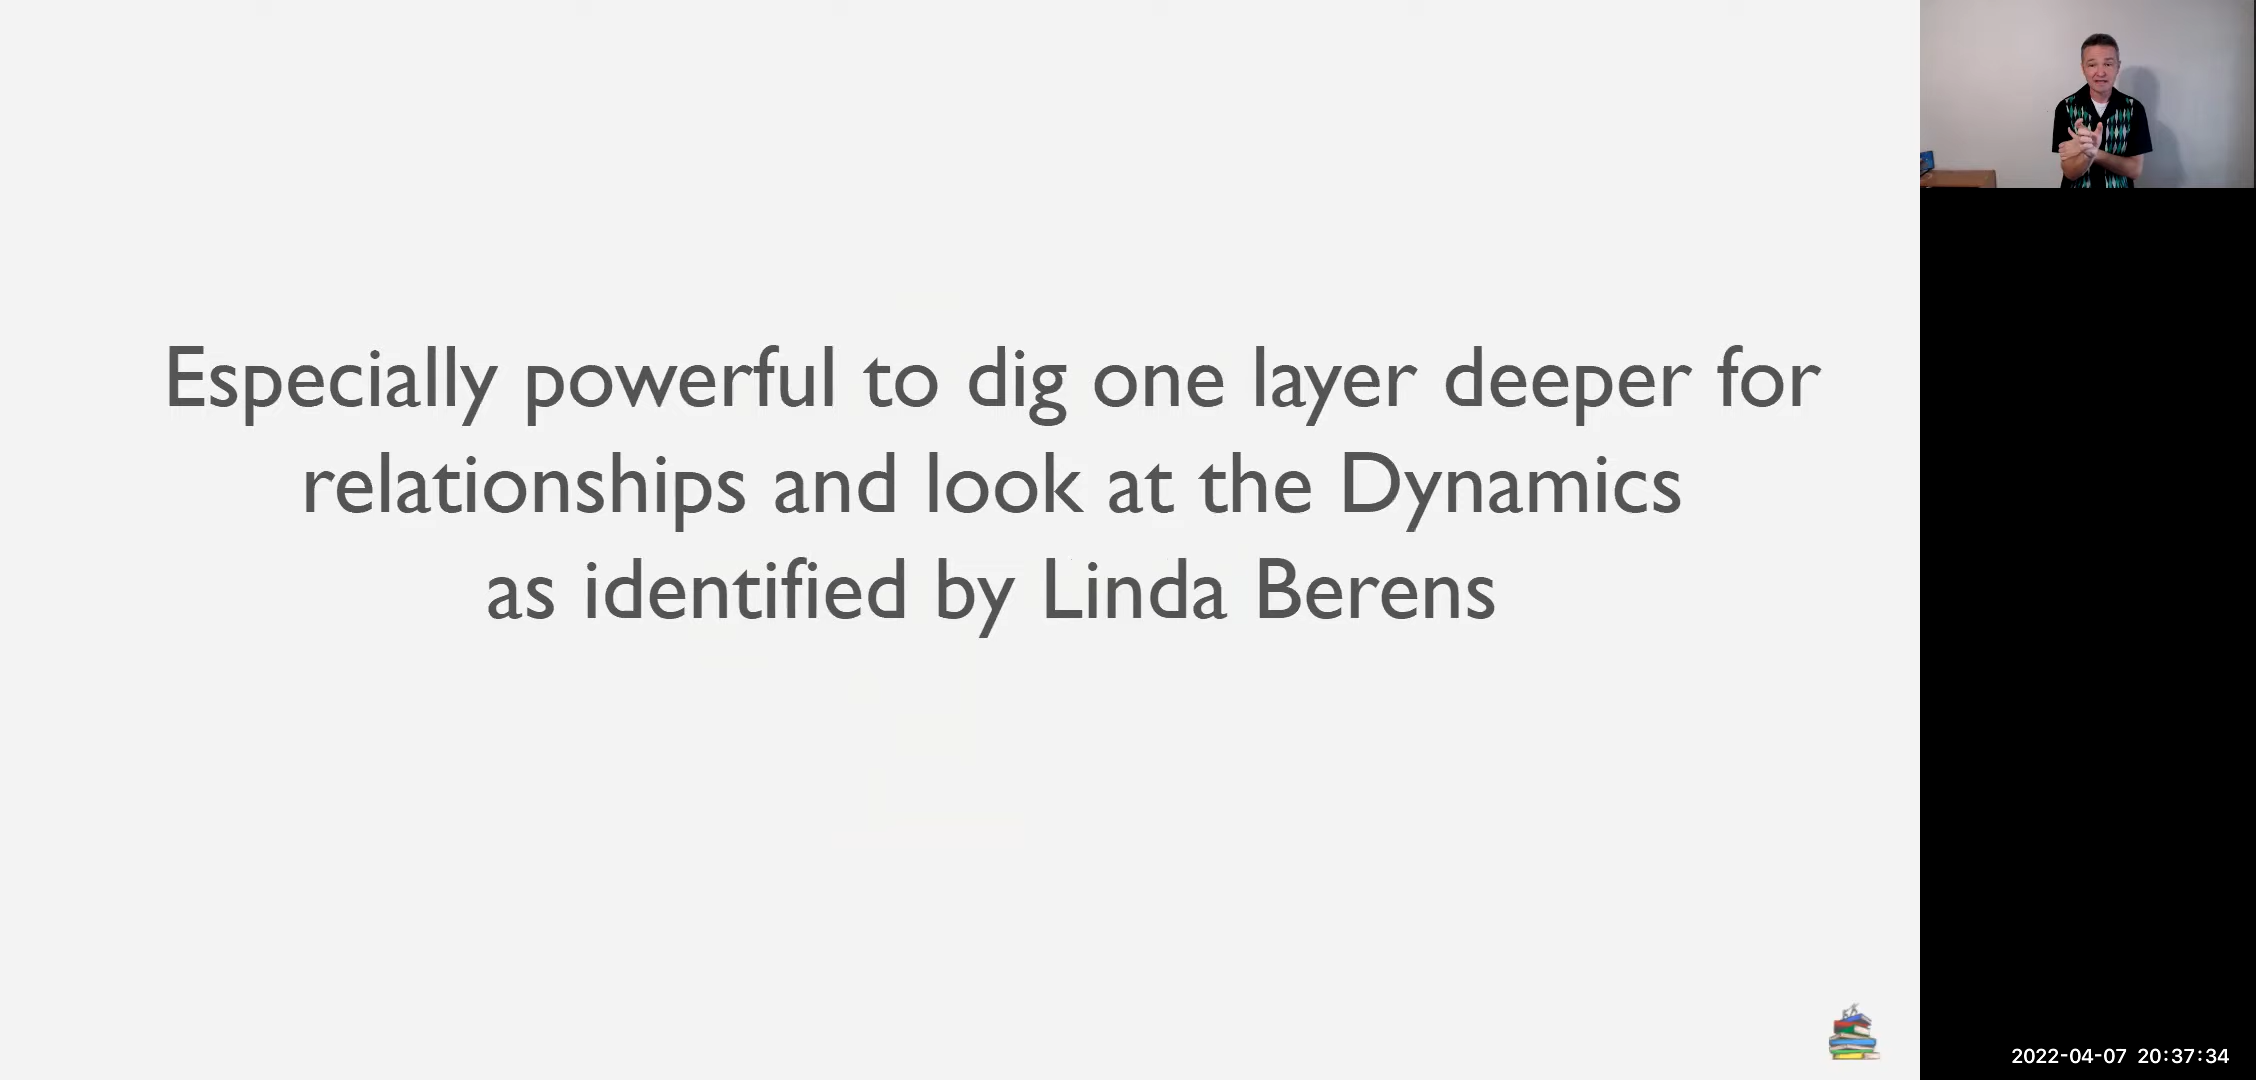 Especially powerful to dig one layer deeper for
relationships and look at the Dynamics
as identified by Linda Berens
2022-04-07 20:37:34